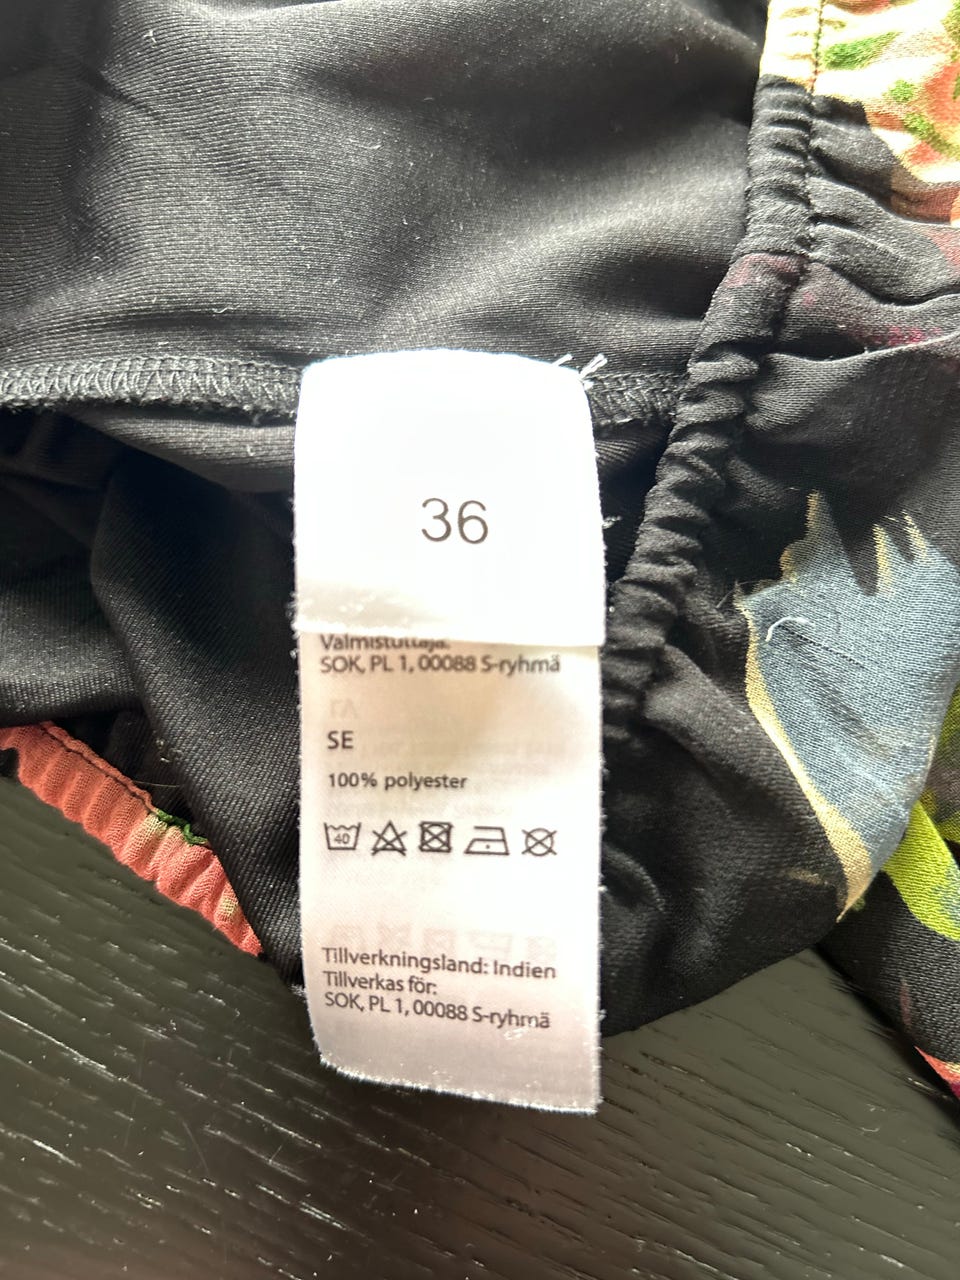 36
Valmistuttaja:
SOK, PL 1, 00088 S-ryhmä
SE
100% polyester
40
Tillverkningsland: Indien
Tillverkas för:
SOK, PL 1, 00088 S-ryhmä